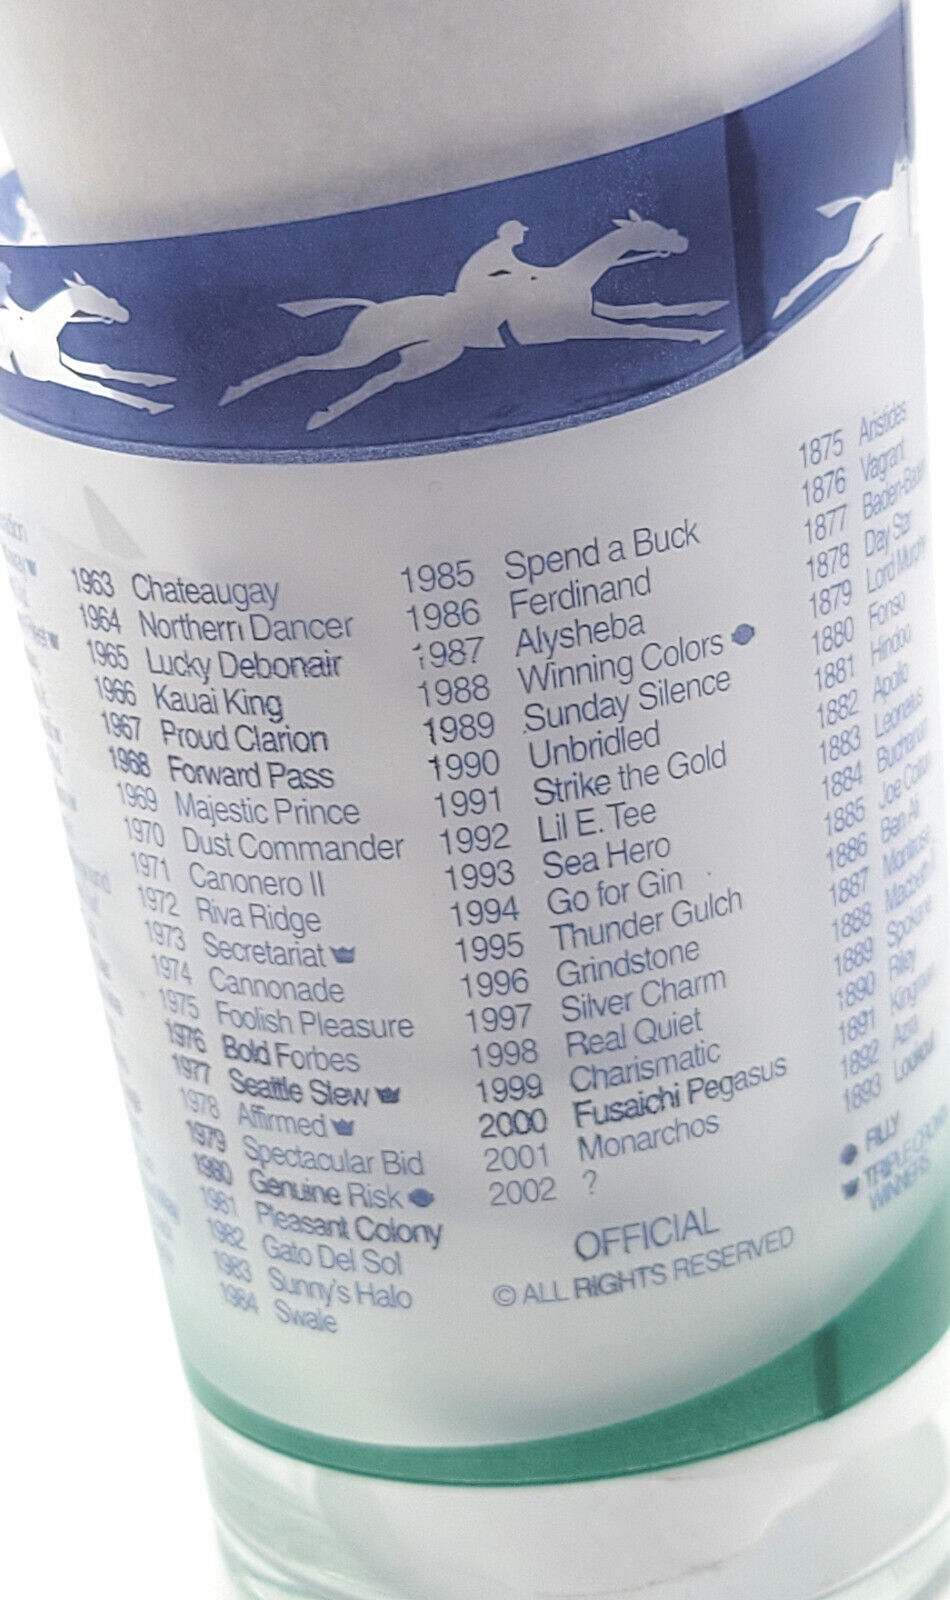 1963 Chateaugay
1964 Northern Dancer
1965 Lucky Debonair
1966 Kauai King
1967 Proud Clarion
1968 Forward Pass
1969 Majestic Prince
1970 Dust Commander
1971 Canonero II
1972 Riva Ridge
1973 Secretariat
1974 Cannonade
1975 Foolish Pleasure
1976 Bold Forbes
1977 Seattle Slew
1978 Affirmed
1979 Spectacular Bid
1980 Genuine Risk
1981 Pleasant Colony
1982 Gato Del Sol
1983 Sunny's Halo
1984 Swale
1985 Spend a Buck
1986 Ferdinand
1987 Alysheba
1988 Winning Colors
1989 Sunday Silence
1990 Unbridled
1991 Strike the Gold
1992 Lil E. Tee
1993 Sea Hero
1994 Go for Gin
1995 Thunder Gulch
1996 Grindstone
1997 Silver Charm
1998 Real Quiet
1999 Charismatic
2000 Fusaichi Pegasus
2001 Monarchos
2002 ?
OFFICIAL
© ALL RIGHTS RESERVED
1875 Aristides
1876 Vagrant
1877 Baden-Baden
1878 Day Star
1879 Lord Murphy
1880 Fonso
1881 Hindoo
1882 Apollo
1883 Leonatus
1884 Buchanan
1885 Joe Cotton
1886 Ben Ali
1887 Montrose
1888
1889 Spokane
1890 Riley
1891 Kingman
1892 Azra
1893 Lookout
FILLY
TRIPLE CROWN
WINNERS